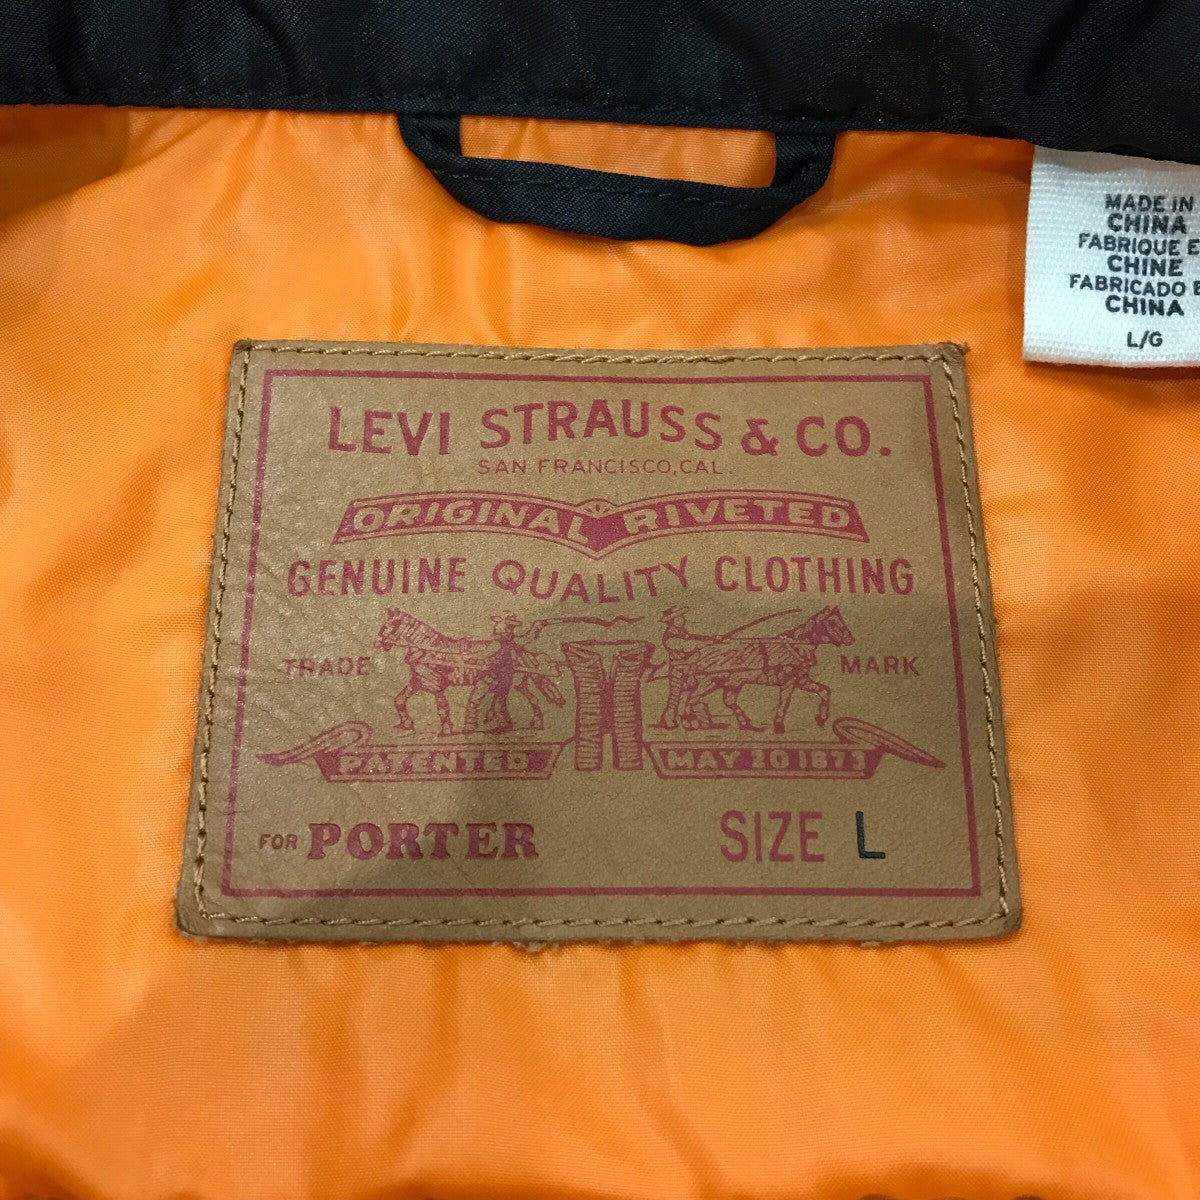 MADE IN
CHINA
FABRIQUE E
CHINE
FABRICADO E
CHINA
L/G
LEVI STRAUSS & CO.
SAN FRANCISCO, CAL.
ORIGINAL RIVETED
GENUINE QUALITY CLOTHING
TRADE MARK
PATENTED MAY 20 1873
FOR PORTER SIZE L